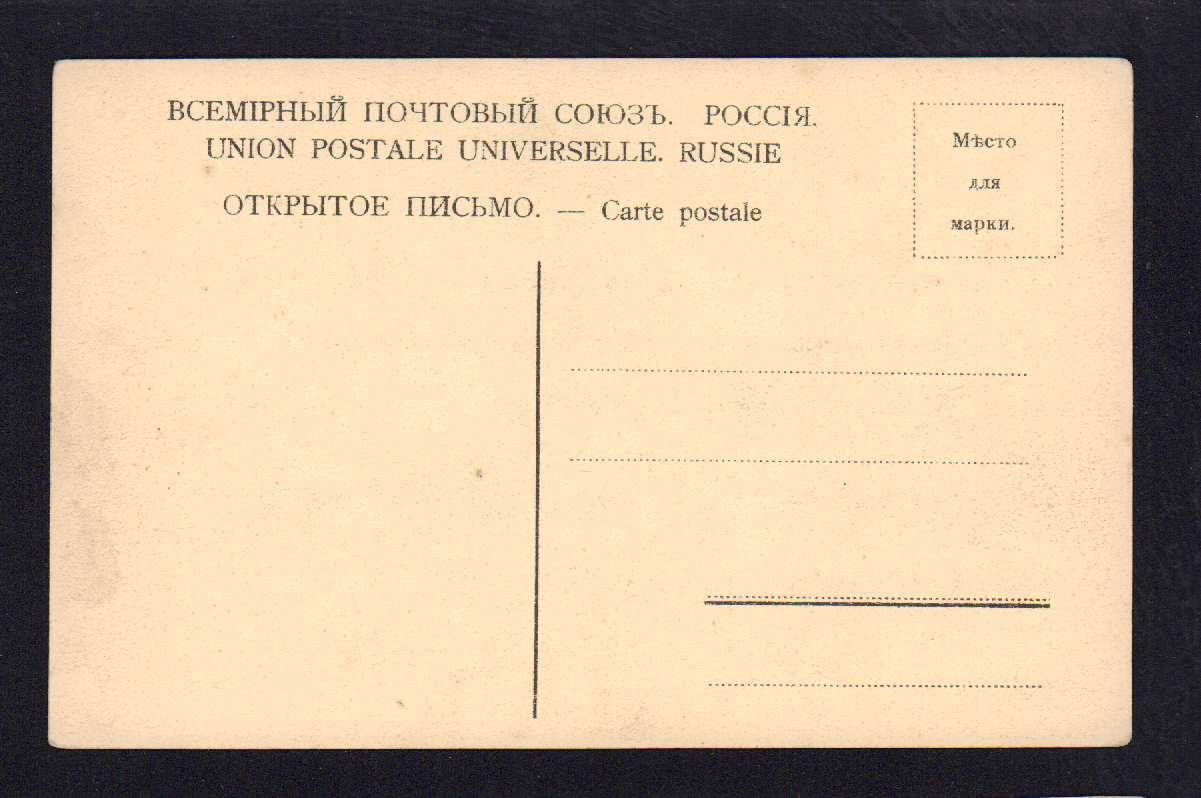 ВСЕМІРНЫЙ ПОЧТОВЫЙ СОЮЗЪ. РОССІЯ.
UNION POSTALE UNIVERSELLE. RUSSIE
ОТКРЫТОЕ ПИСЬМО. — Carte postale
Мѣсто
для
марки.